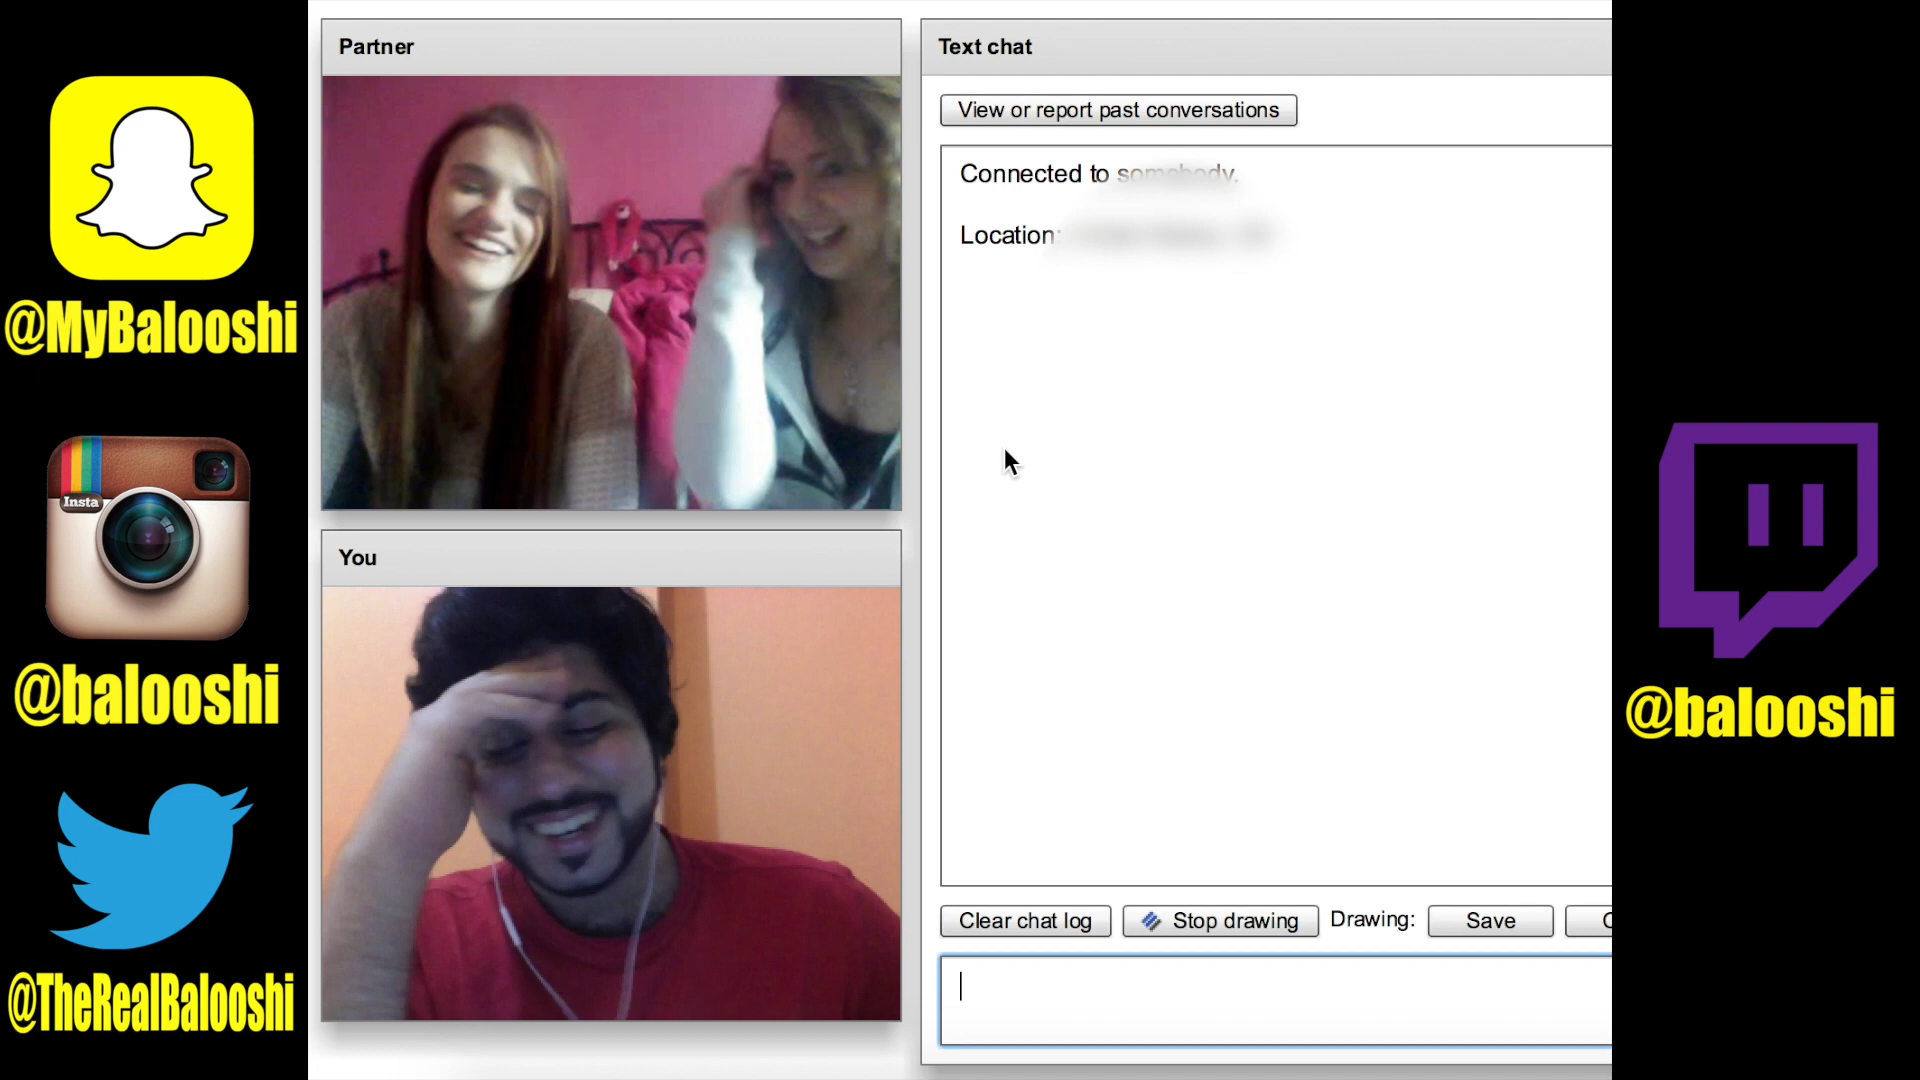 @MyBalooshi
Insta
@balooshi
@TheRealBalooshi
Partner
You
Text chat
View or report past conversations
Connected to somebody.
Location:
Clear chat log
Stop drawing
Drawing:
Save
@balooshi